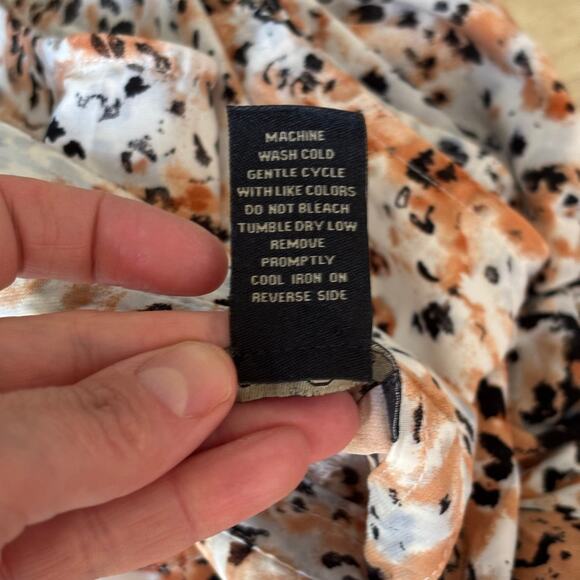 MACHINE
WASH COLD
GENTLE CYCLE
WITH LIKE COLORS
DO NOT BLEACH
TUMBLE DRY LOW
REMOVE
PROMPTLY
COOL IRON ON
REVERSE SIDE